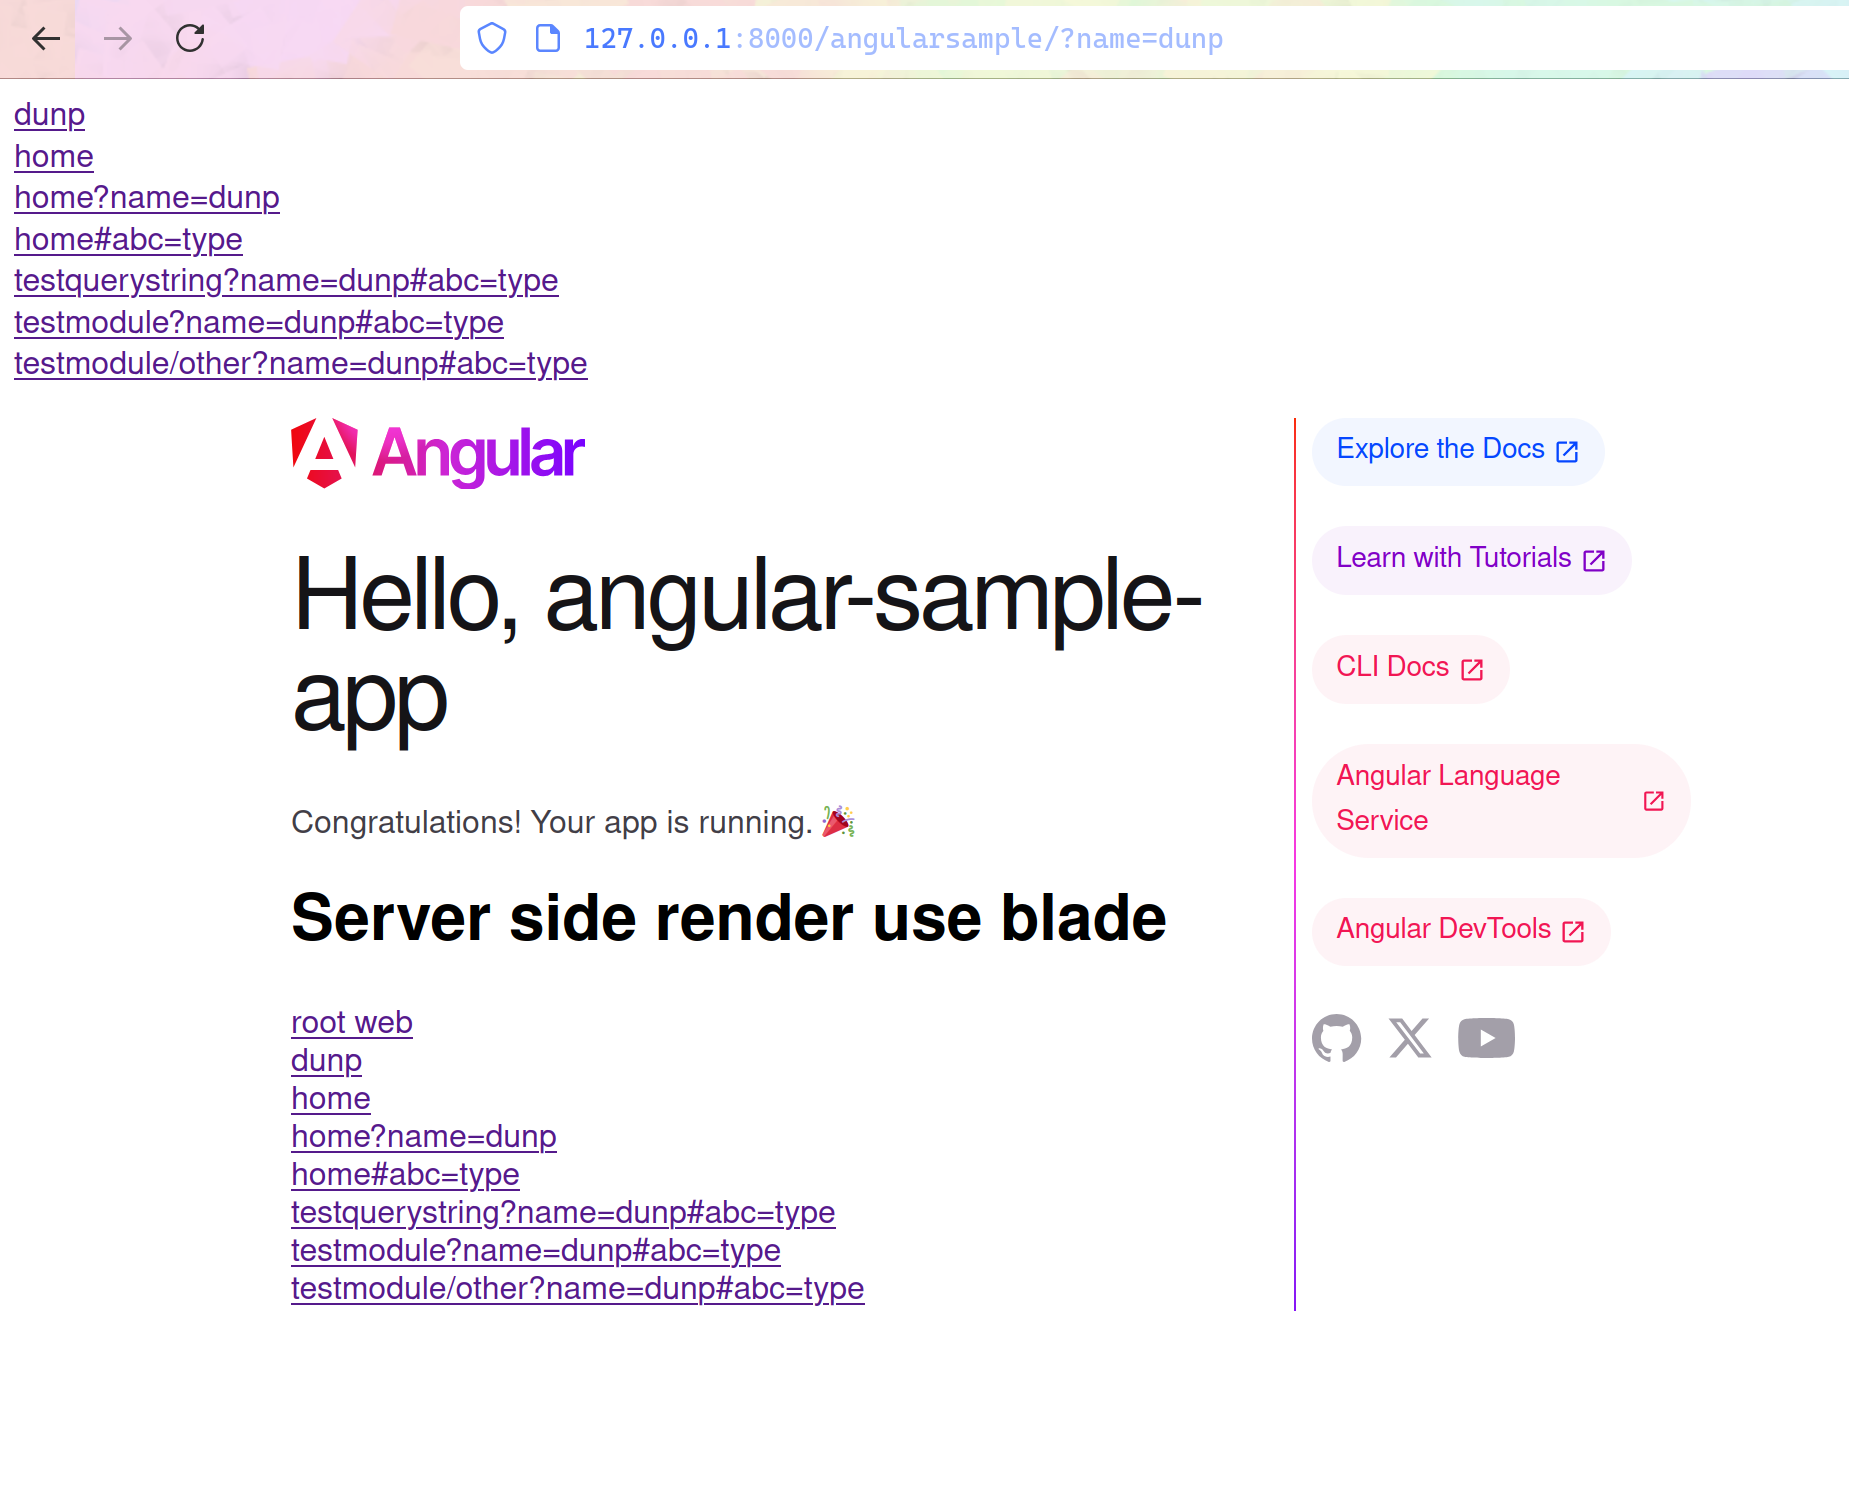 127.0.0.1:8000/angularsample/?name=dunp
dunp
home
home?name=dunp
home#abc=type
testquerystring?name=dunp#abc=type
testmodule?name=dunp#abc=type
testmodule/other?name=dunp#abc=type
Angular
Hello, angular-sample-
app
Congratulations! Your app is running. 🎉
Server side render use blade
root web
dunp
home
home?name=dunp
home#abc=type
testquerystring?name=dunp#abc=type
testmodule?name=dunp#abc=type
testmodule/other?name=dunp#abc=type
Explore the Docs
Learn with Tutorials
CLI Docs
Angular Language
Service
Angular DevTools